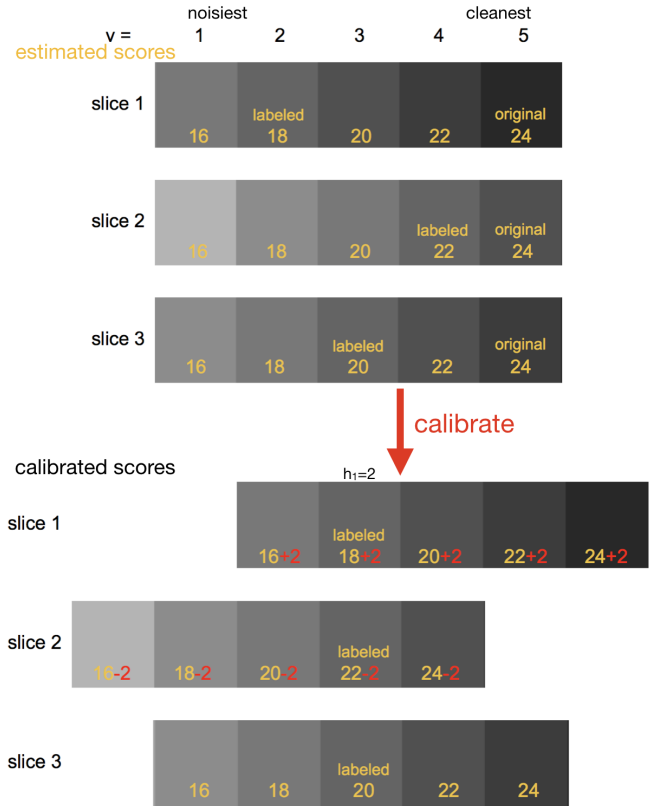 noisiest cleanest
v = 1 2 3 4 5
estimated scores
slice 1
labeled original
16 18 20 22 24
slice 2
labeled original
16 18 20 22 24
slice 3
labeled original
16 18 20 22 24
calibrate
calibrated scores
h₁=2
slice 1
labeled
16+2 18+2 20+2 22+2 24+2
slice 2
labeled
16-2 18-2 20-2 22-2 24-2
slice 3
labeled
16 18 20 22 24